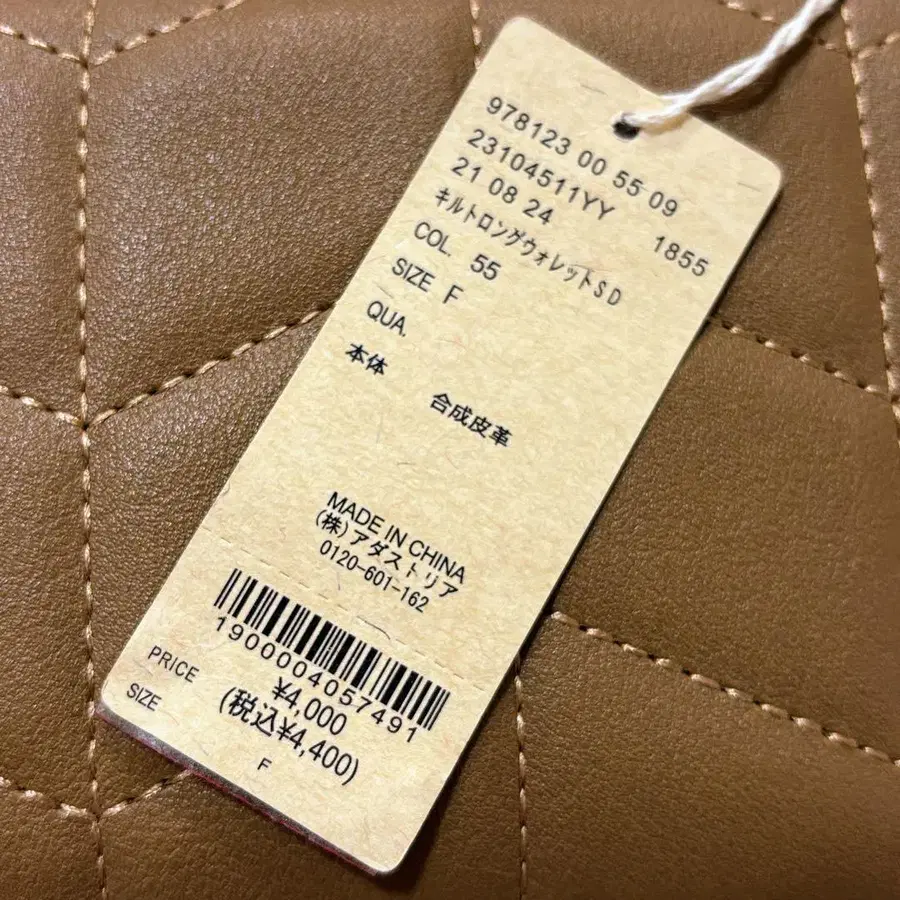 978123 00 55 09
23104511YY 1855
21 08 24
ｷﾙﾄﾛﾝｸﾞｳｫﾚｯﾄSD
COL. 55
SIZE F
QUA.
本体 合成皮革
MADE IN CHINA
(株)アダストリア
0120-601-162
1900004057491
PRICE ¥4,000
(税込¥4,400)
SIZE F